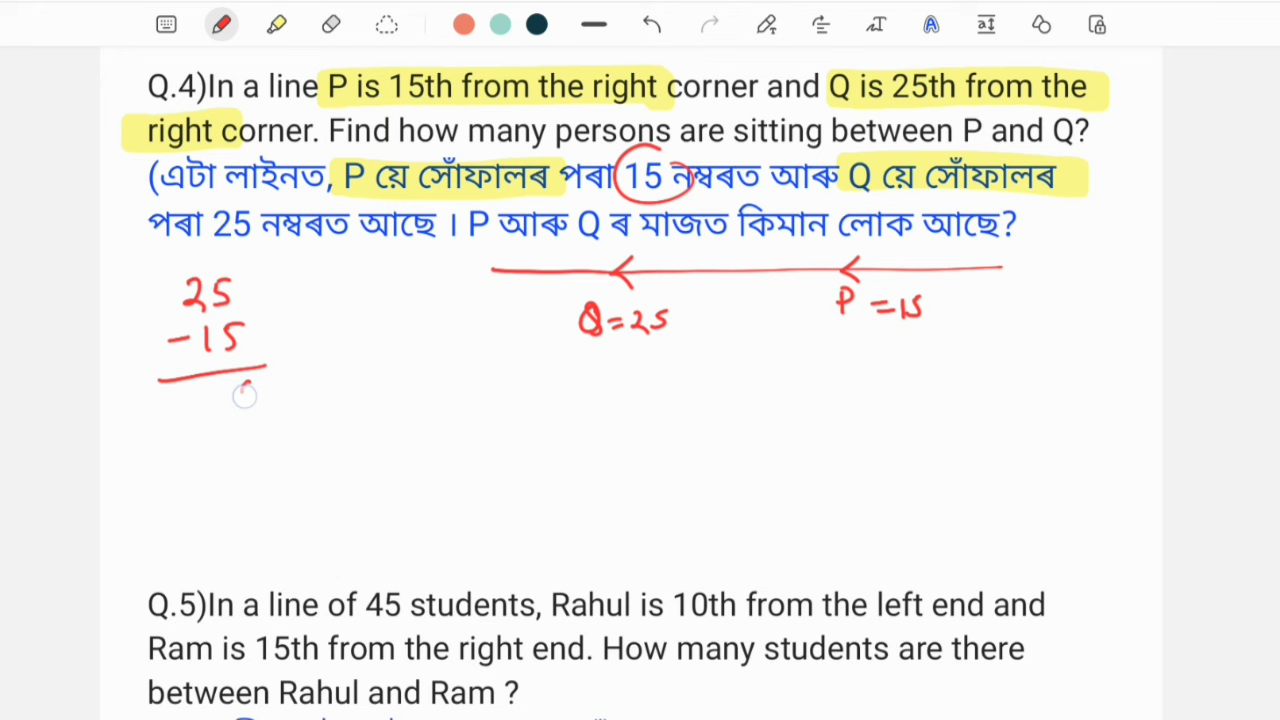 Q.4)In a line P is 15th from the right corner and Q is 25th from the
right corner. Find how many persons are sitting between P and Q?
(এটা লাইনত, P য়ে সোঁফালৰ পৰা 15 নম্বৰত আৰু Q য়ে সোঁফালৰ
পৰা 25 নম্বৰত আছে । P আৰু Q ৰ মাজত কিমান লোক আছে?
25
-15
Q=25
P =15
Q.5)In a line of 45 students, Rahul is 10th from the left end and
Ram is 15th from the right end. How many students are there
between Rahul and Ram ?